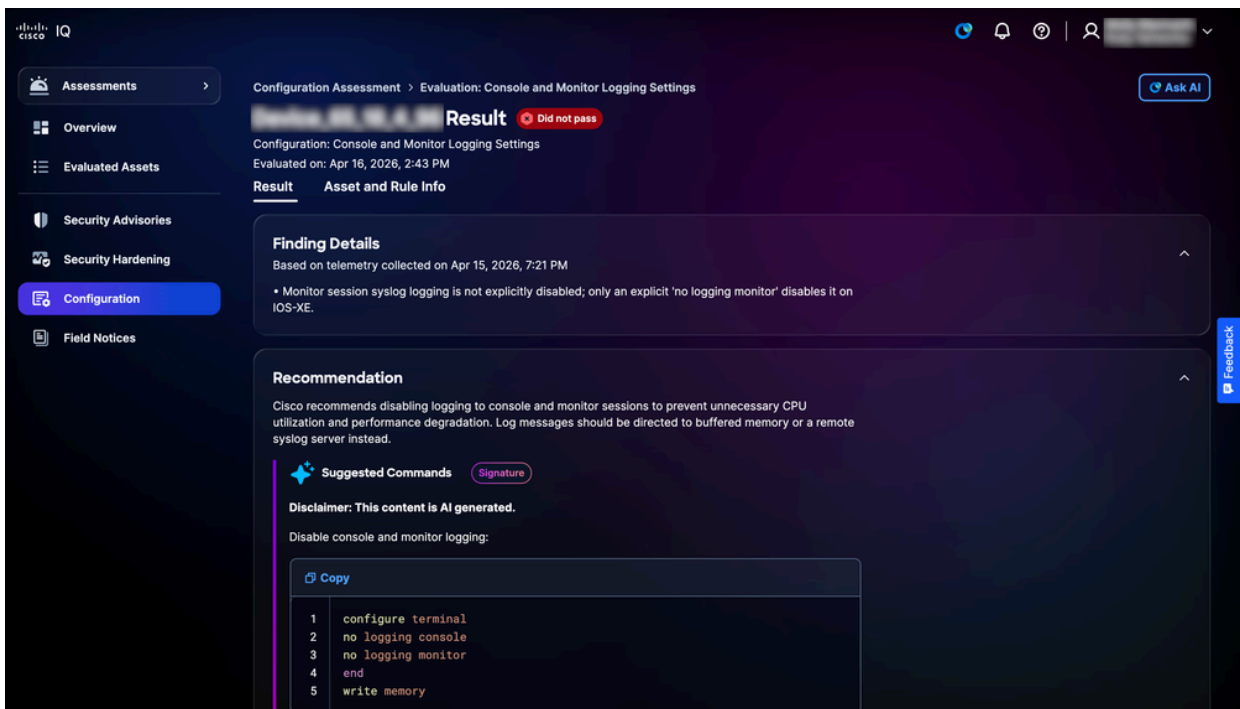 CISCO IQ
Assessments
Overview
Evaluated Assets
Security Advisories
Security Hardening
Configuration
Field Notices
Configuration Assessment > Evaluation: Console and Monitor Logging Settings
Ask AI
Result Did not pass
Configuration: Console and Monitor Logging Settings
Evaluated on: Apr 16, 2026, 2:43 PM
Result Asset and Rule Info
Finding Details
Based on telemetry collected on Apr 15, 2026, 7:21 PM
• Monitor session syslog logging is not explicitly disabled; only an explicit 'no logging monitor' disables it on
IOS-XE.
Feedback
Recommendation
Cisco recommends disabling logging to console and monitor sessions to prevent unnecessary CPU
utilization and performance degradation. Log messages should be directed to buffered memory or a remote
syslog server instead.
Suggested Commands Signature
Disclaimer: This content is AI generated.
Disable console and monitor logging:
Copy
1 configure terminal
2 no logging console
3 no logging monitor
4 end
5 write memory